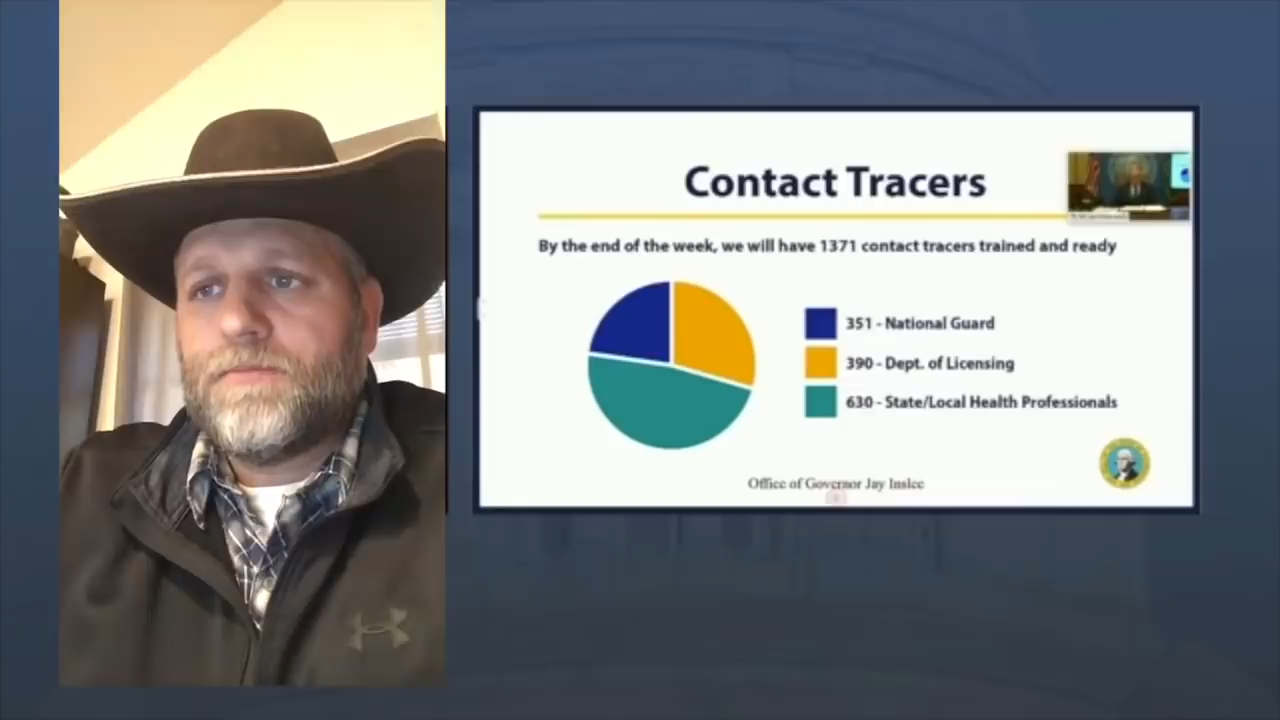 Contact Tracers
By the end of the week, we will have 1371 contact tracers trained and ready
351 - National Guard
390 - Dept. of Licensing
630 - State/Local Health Professionals
Office of Governor Jay Inslee